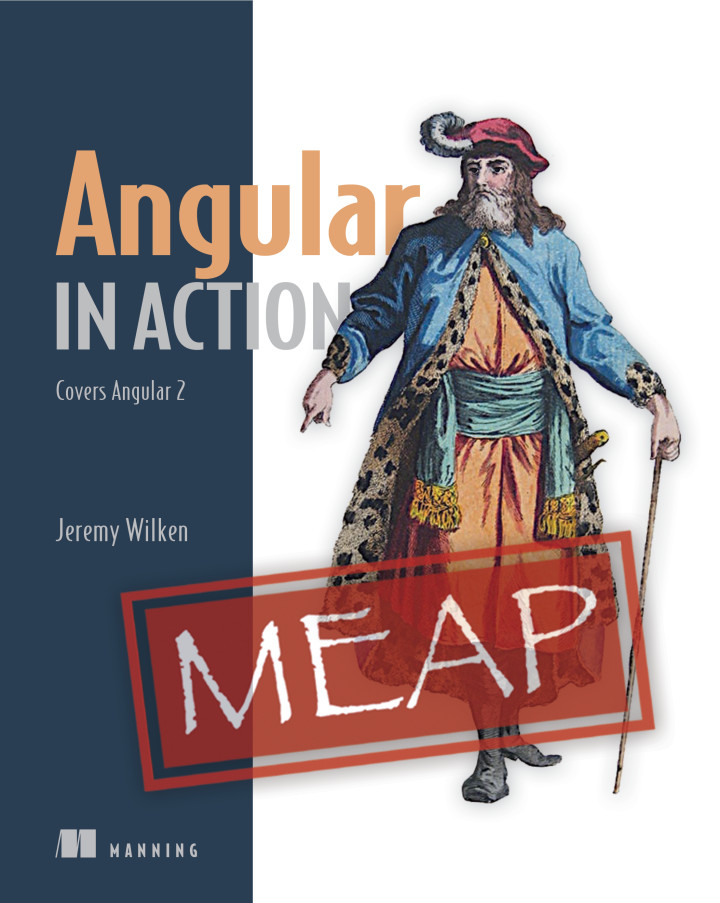 Angular
IN ACTION
Covers Angular 2
Jeremy Wilken
MEAP
MANNING